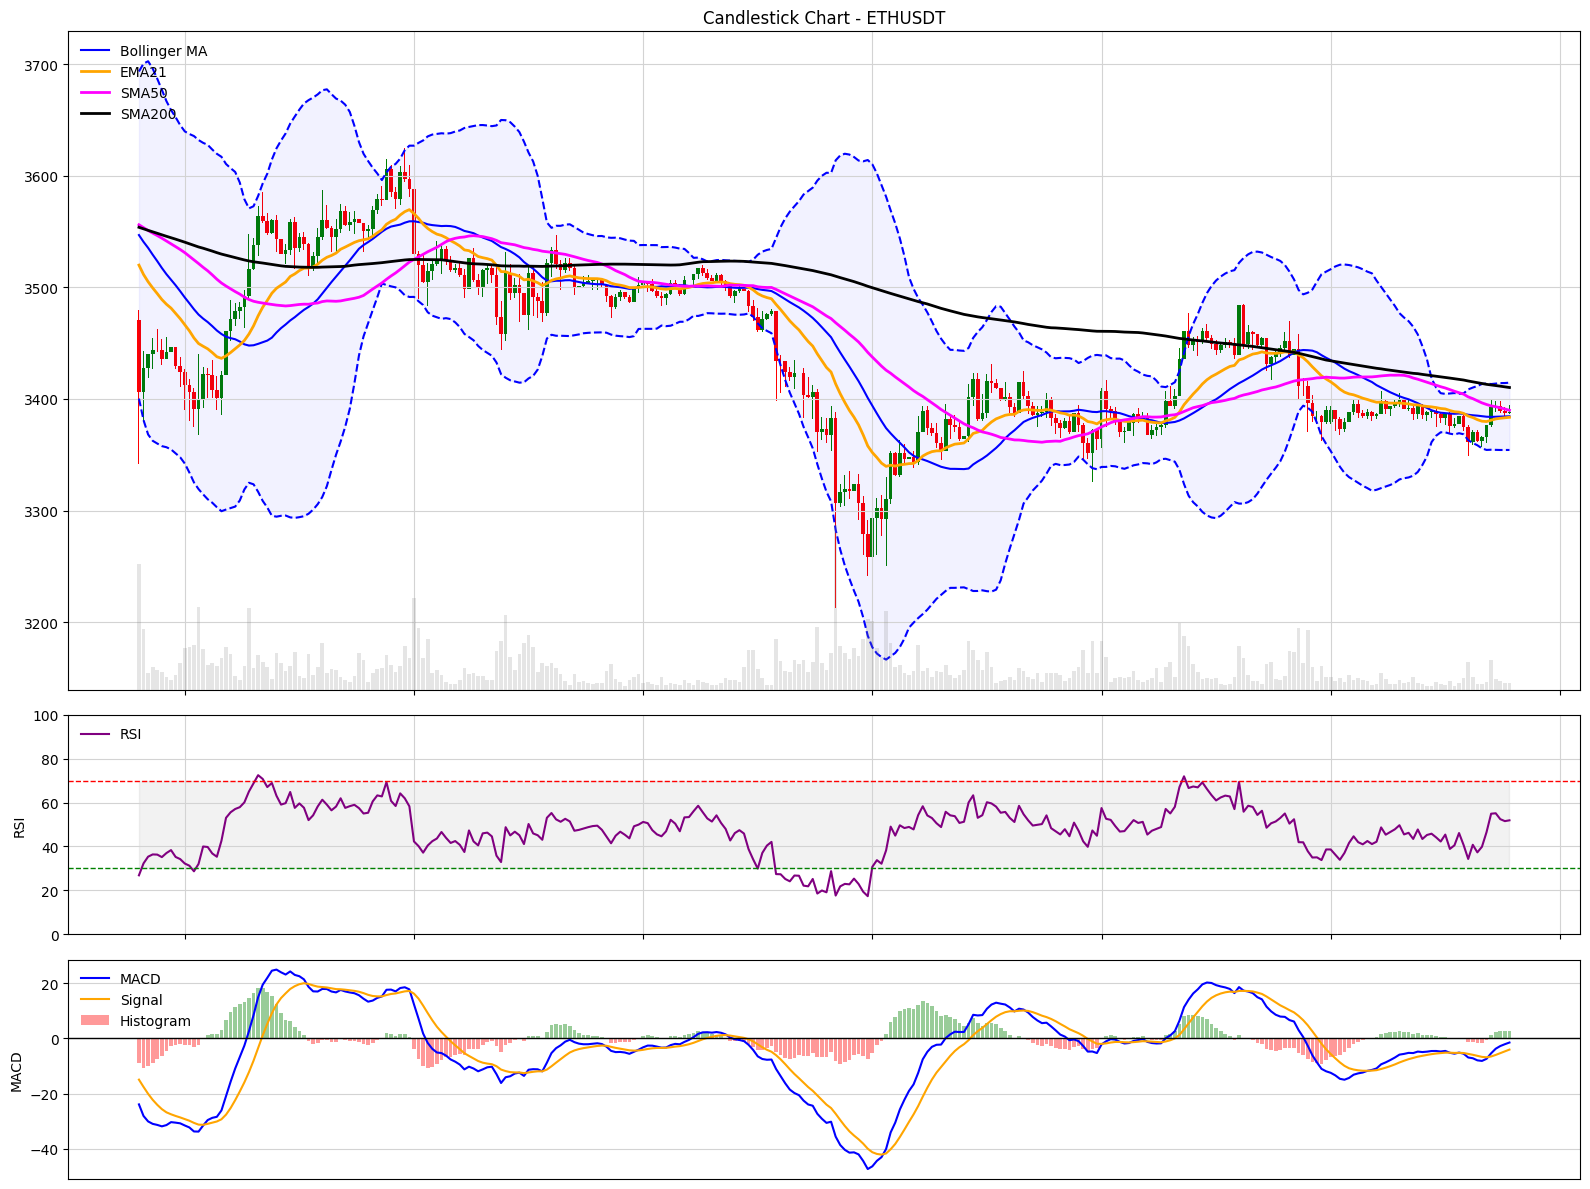 Candlestick Chart - ETHUSDT
Bollinger MA
EMA21
SMA50
SMA200
3700
3600
3500
3400
3300
3200
RSI
RSI
100
80
60
40
20
0
MACD
Signal
Histogram
MACD
20
0
−20
−40